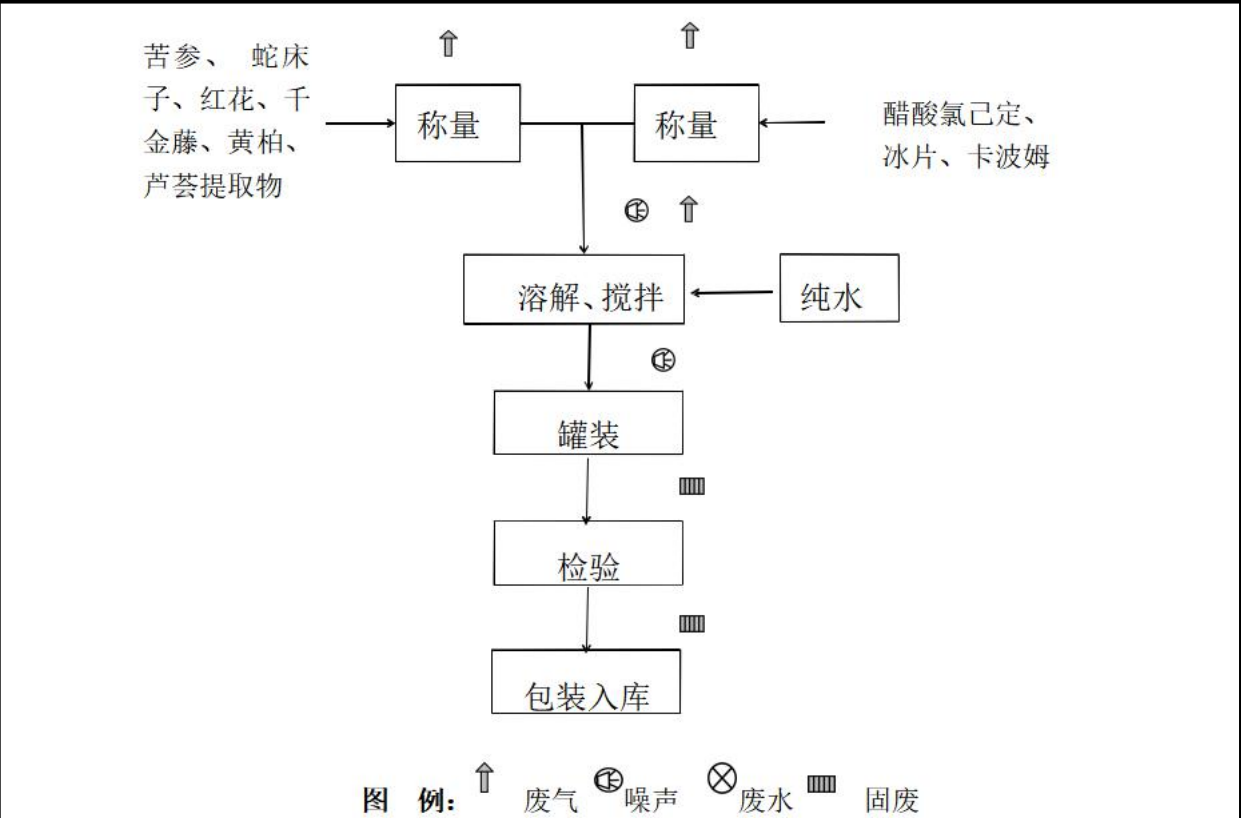 苦参、 蛇床
子、红花、千
金藤、黄柏、
芦荟提取物
称量
称量
醋酸氯己定、
冰片、卡波姆
溶解、搅拌
纯水
罐装
检验
包装入库
图 例： 废气 噪声 废水 固废